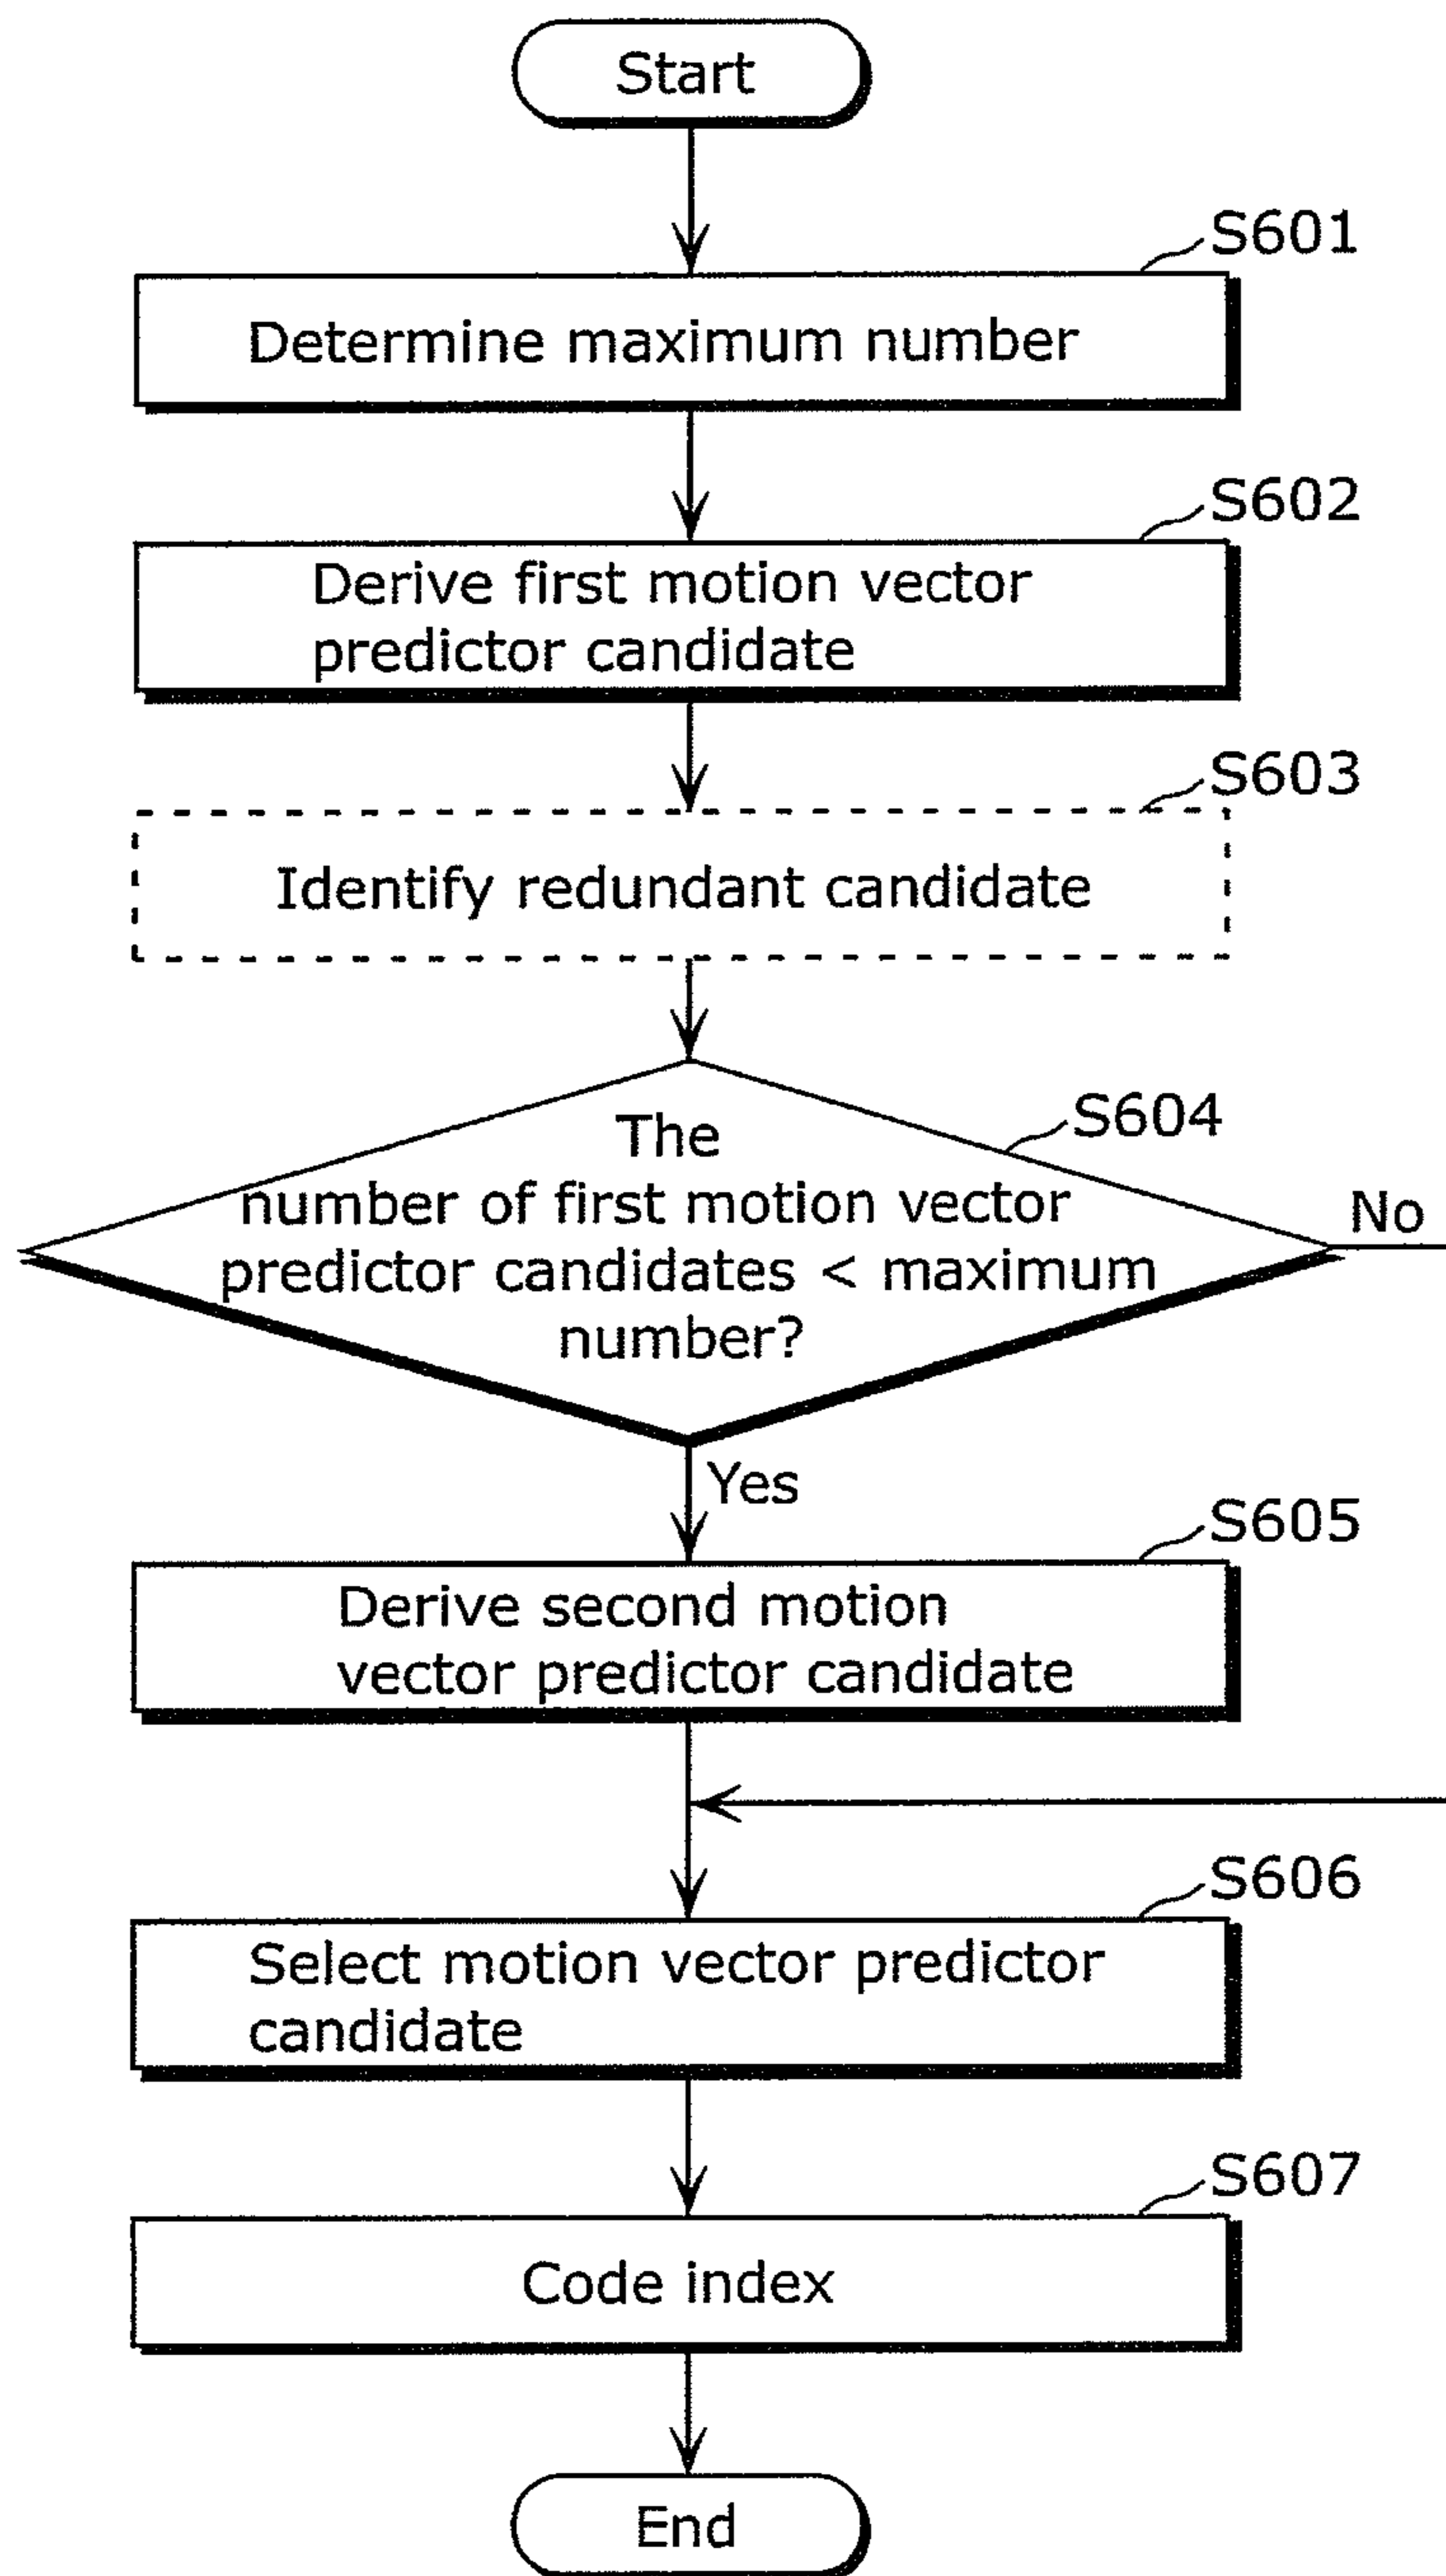 Start
S601
Determine maximum number
S602
Derive first motion vector
predictor candidate
S603
Identify redundant candidate
S604
The
number of first motion vector
predictor candidates < maximum
number?
No
Yes
S605
Derive second motion
vector predictor candidate
S606
Select motion vector predictor
candidate
S607
Code index
End